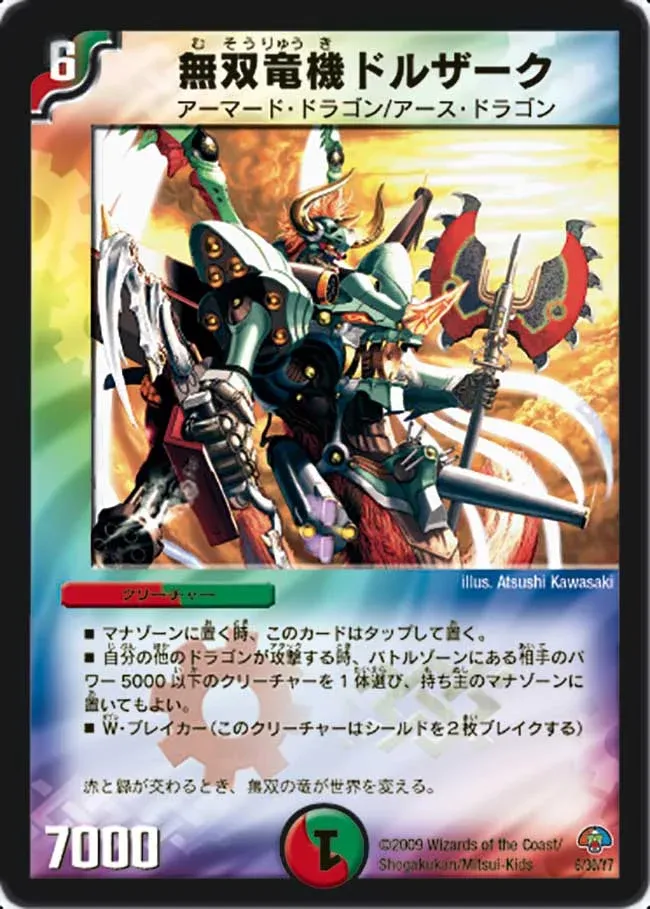 6
む そうりゅう き
無双竜機ドルザーク
アーマード・ドラゴン/アース・ドラゴン
illus. Atsushi Kawasaki
クリーチャー
■ マナゾーンに置く時、このカードはタップして置く。
■ 自分の他のドラゴンが攻撃する時、バトルゾーンにある相手のパ
ワー5000以下のクリーチャーを1体選び、持ち主のマナゾーンに
置いてもよい。
■ W・ブレイカー(このクリーチャーはシールドを2枚ブレイクする)
赤と緑が交わるとき、無双の竜が世界を変える。
7000
1
©2009 Wizards of the Coast/
Shogakukan/Mitsui-Kids